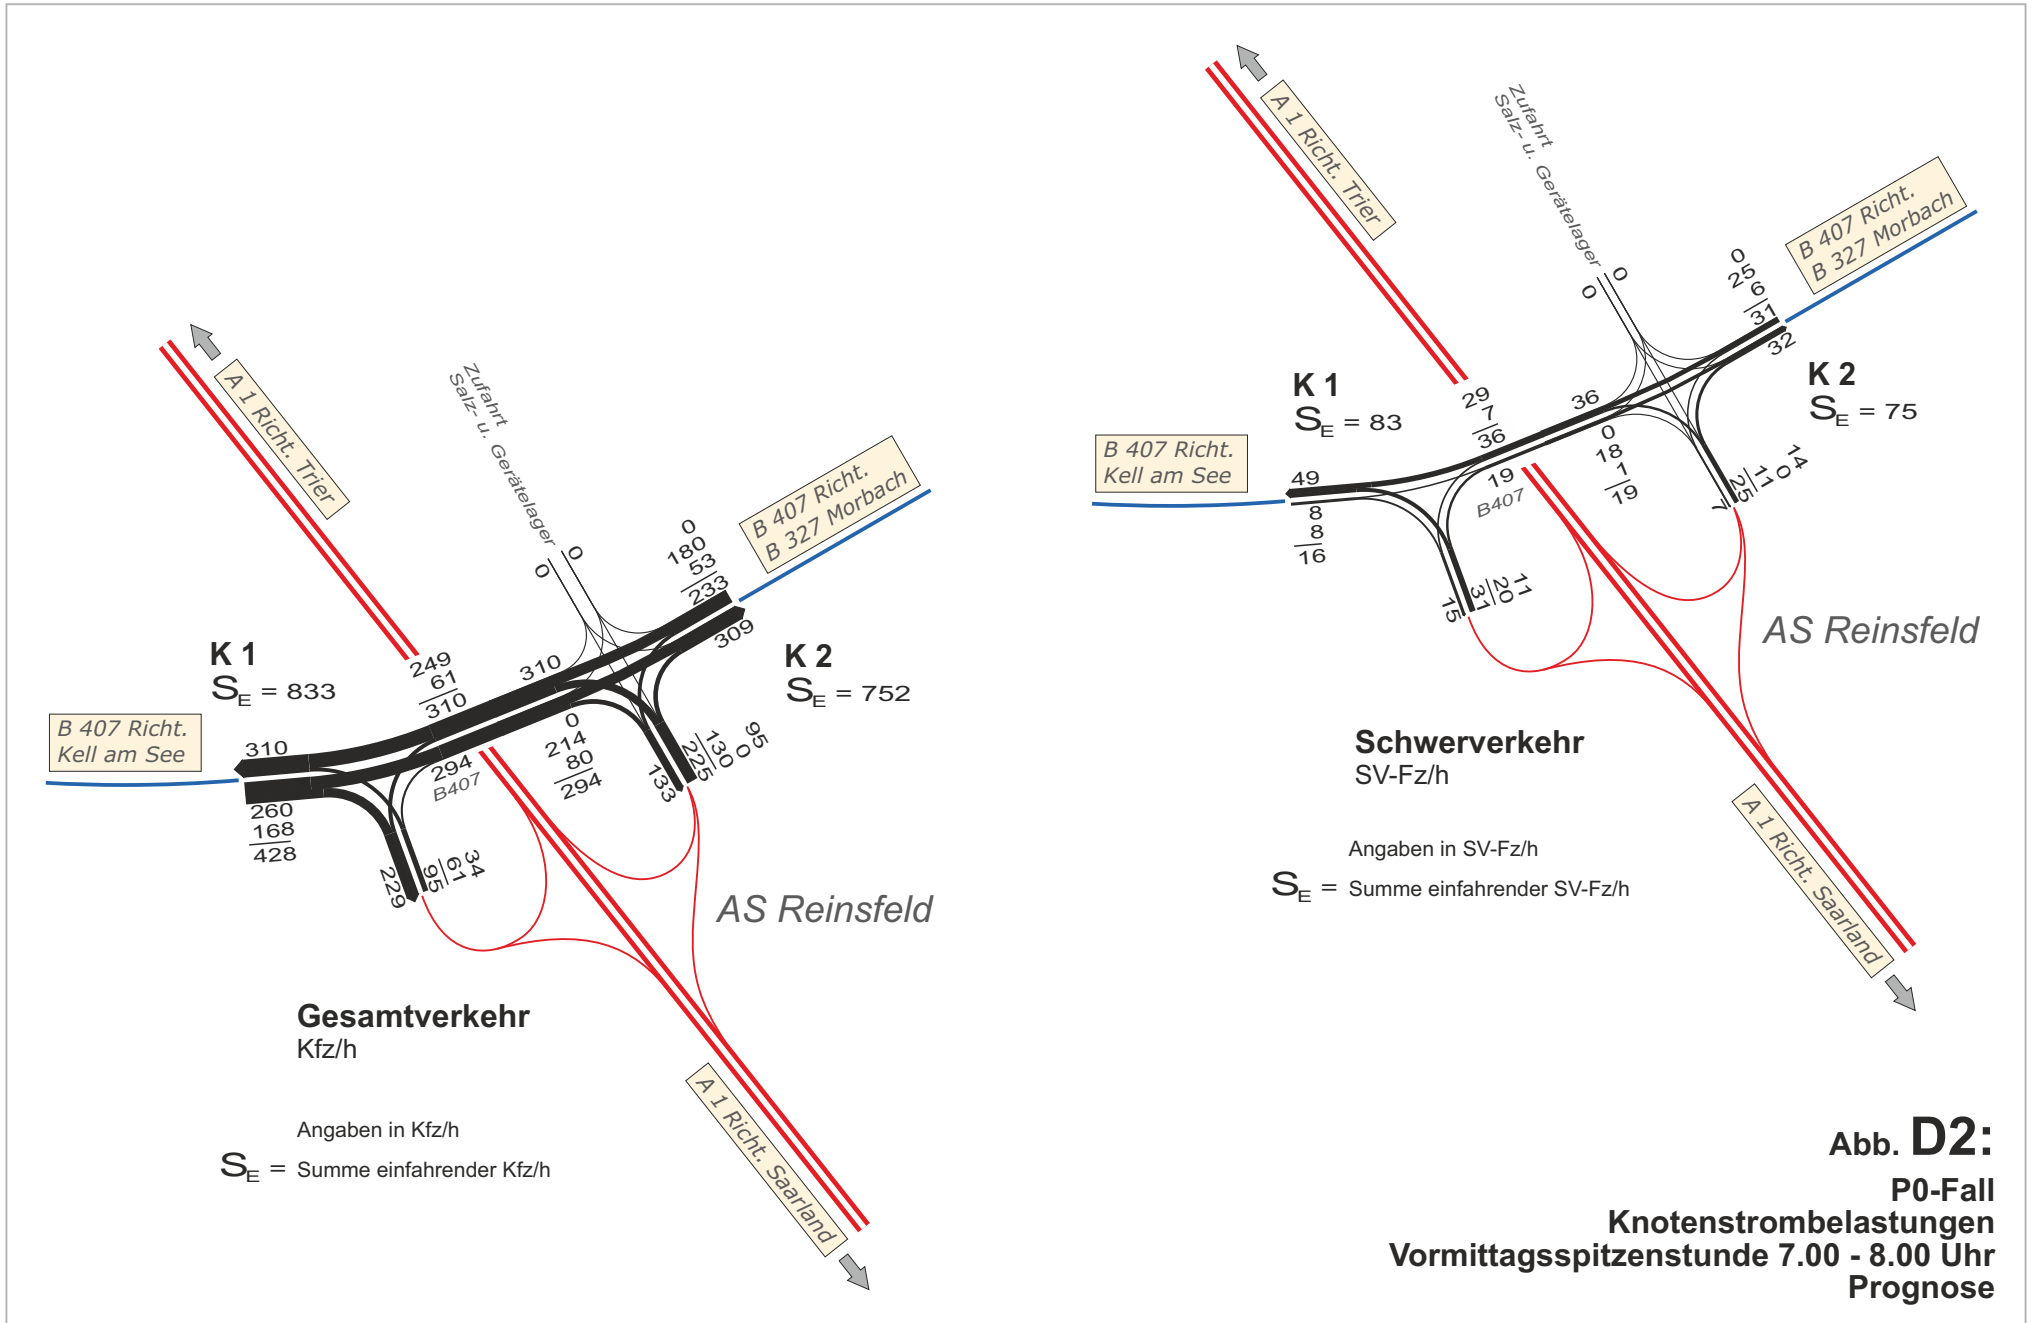 A 1 Richt. Trier
Zufahrt
Salz- u. Gerätelager
0
0
B 407 Richt.
B 327 Morbach
0
180
53
233
309
K 1
SE = 833
249
61
310
310
K 2
SE = 752
B 407 Richt.
Kell am See
310
260
168
428
294
B407
0
214
80
294
95
0
130
225
133
34
61
95
229
AS Reinsfeld
Gesamtverkehr
Kfz/h
Angaben in Kfz/h
SE = Summe einfahrender Kfz/h
A 1 Richt. Saarland
A 1 Richt. Trier
Zufahrt
Salz- u. Gerätelager
0
0
B 407 Richt.
B 327 Morbach
0
25
6
31
32
K 1
SE = 83
29
7
36
36
K 2
SE = 75
B 407 Richt.
Kell am See
49
8
8
16
19
B407
0
18
1
19
14
0
11
25
7
11
20
31
15
AS Reinsfeld
Schwerverkehr
SV-Fz/h
Angaben in SV-Fz/h
SE = Summe einfahrender SV-Fz/h
A 1 Richt. Saarland
Abb. D2:
P0-Fall
Knotenstrombelastungen
Vormittagsspitzenstunde 7.00 - 8.00 Uhr
Prognose